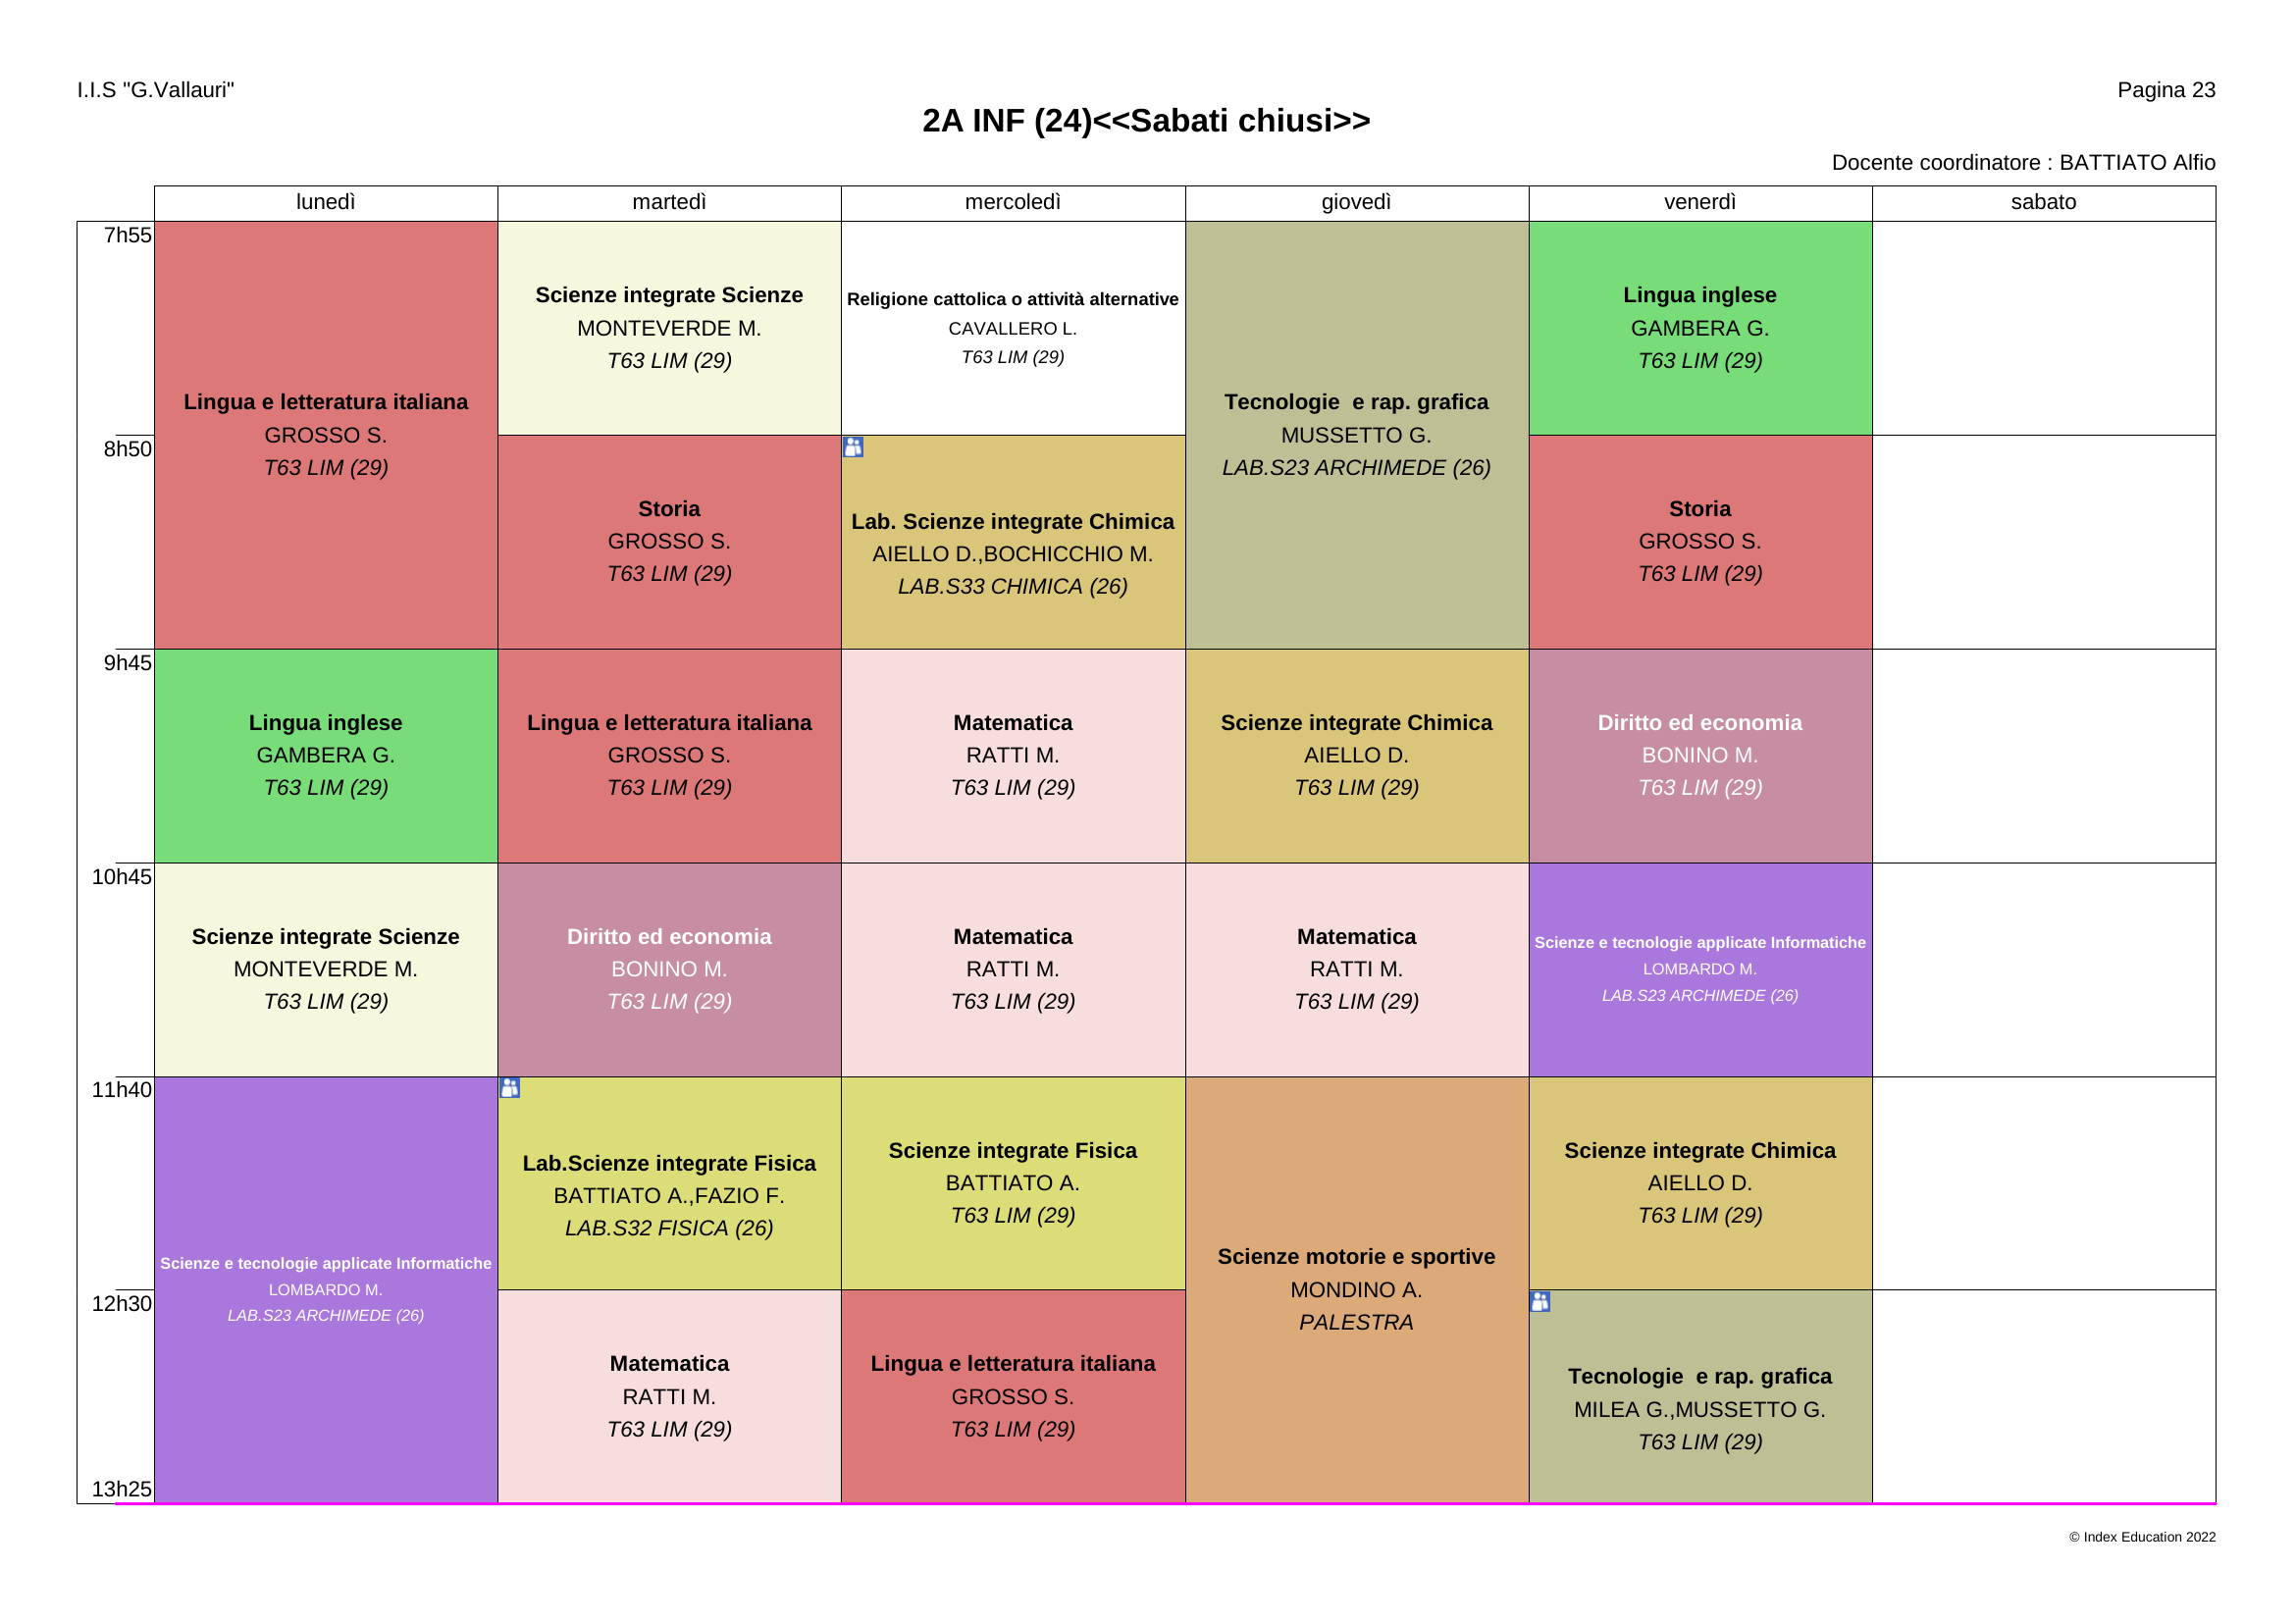 I.I.S "G.Vallauri"
Pagina 23
2A INF (24)<<Sabati chiusi>>
Docente coordinatore : BATTIATO Alfio
lunedì
martedì
mercoledì
giovedì
venerdì
sabato
7h55
Lingua e letteratura italiana
GROSSO S.
T63 LIM (29)
Scienze integrate Scienze
MONTEVERDE M.
T63 LIM (29)
Religione cattolica o attività alternative
CAVALLERO L.
T63 LIM (29)
Tecnologie  e rap. grafica
MUSSETTO G.
LAB.S23 ARCHIMEDE (26)
Lingua inglese
GAMBERA G.
T63 LIM (29)
8h50
Storia
GROSSO S.
T63 LIM (29)
Lab. Scienze integrate Chimica
AIELLO D.,BOCHICCHIO M.
LAB.S33 CHIMICA (26)
Storia
GROSSO S.
T63 LIM (29)
9h45
Lingua inglese
GAMBERA G.
T63 LIM (29)
Lingua e letteratura italiana
GROSSO S.
T63 LIM (29)
Matematica
RATTI M.
T63 LIM (29)
Scienze integrate Chimica
AIELLO D.
T63 LIM (29)
Diritto ed economia
BONINO M.
T63 LIM (29)
10h45
Scienze integrate Scienze
MONTEVERDE M.
T63 LIM (29)
Diritto ed economia
BONINO M.
T63 LIM (29)
Matematica
RATTI M.
T63 LIM (29)
Matematica
RATTI M.
T63 LIM (29)
Scienze e tecnologie applicate Informatiche
LOMBARDO M.
LAB.S23 ARCHIMEDE (26)
11h40
Scienze e tecnologie applicate Informatiche
LOMBARDO M.
LAB.S23 ARCHIMEDE (26)
Lab.Scienze integrate Fisica
BATTIATO A.,FAZIO F.
LAB.S32 FISICA (26)
Scienze integrate Fisica
BATTIATO A.
T63 LIM (29)
Scienze motorie e sportive
MONDINO A.
PALESTRA
Scienze integrate Chimica
AIELLO D.
T63 LIM (29)
12h30
Matematica
RATTI M.
T63 LIM (29)
Lingua e letteratura italiana
GROSSO S.
T63 LIM (29)
Tecnologie  e rap. grafica
MILEA G.,MUSSETTO G.
T63 LIM (29)
13h25
© Index Education 2022